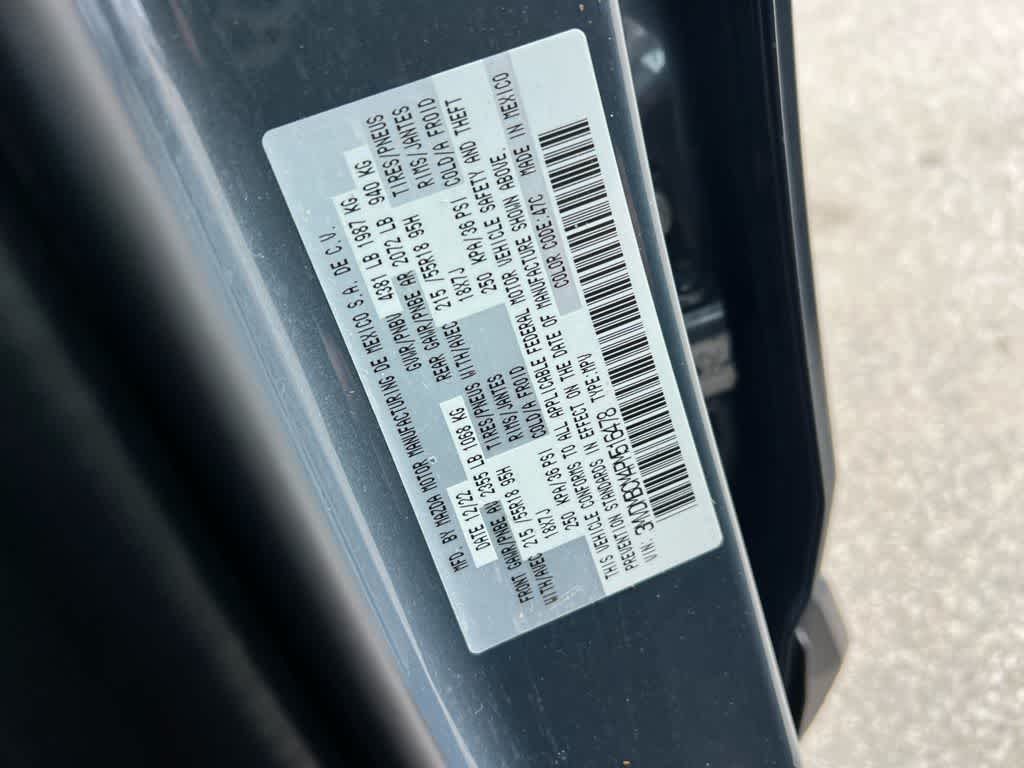 MFD. BY MAZDA MOTOR MANUFACTURING DE MEXICO S.A. DE C.V.
DATE 12/22 GVWR/PNBV 4381 LB 1987 KG
FRONT GAWR/PNBE AV 2355 LB 1068 KG REAR GAWR/PNBE AR 2072 LB 940 KG
WITH/AVEC 215 /55R18 95H TIRES/PNEUS WITH/AVEC 215 /55R18 95H TIRES/PNEUS
18X7J RIMS/JANTES 18X7J RIMS/JANTES
250 KPA/36 PSI COLD/A FROID 250 KPA/36 PSI COLD/A FROID
THIS VEHICLE CONFORMS TO ALL APPLICABLE FEDERAL MOTOR VEHICLE SAFETY AND THEFT
PREVENTION STANDARDS IN EFFECT ON THE DATE OF MANUFACTURE SHOWN ABOVE.
VIN: TYPE: MPV COLOR CODE: 47C MADE IN MEXICO